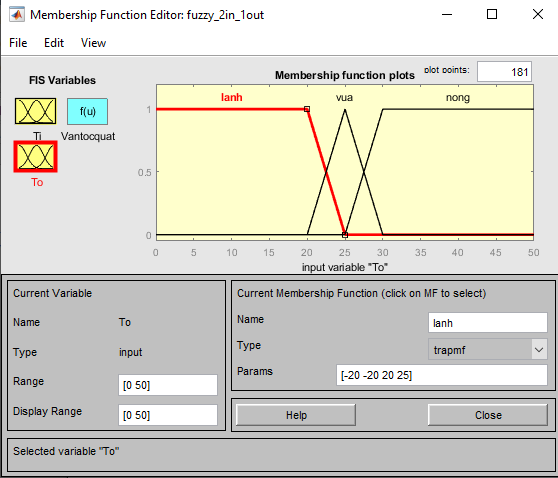 Membership Function Editor: fuzzy_2in_1out
File Edit View
FIS Variables
Membership function plots
plot points:
181
f(u)
Ti
Vantocquat
To
lanh
vua
nong
1
0.5
0
0 5 10 15 20 25 30 35 40 45 50
input variable "To"
Current Variable
Name To
Type input
Range [0 50]
Display Range [0 50]
Current Membership Function (click on MF to select)
Name lanh
Type trapmf
Params [-20 -20 20 25]
Help Close
Selected variable "To"